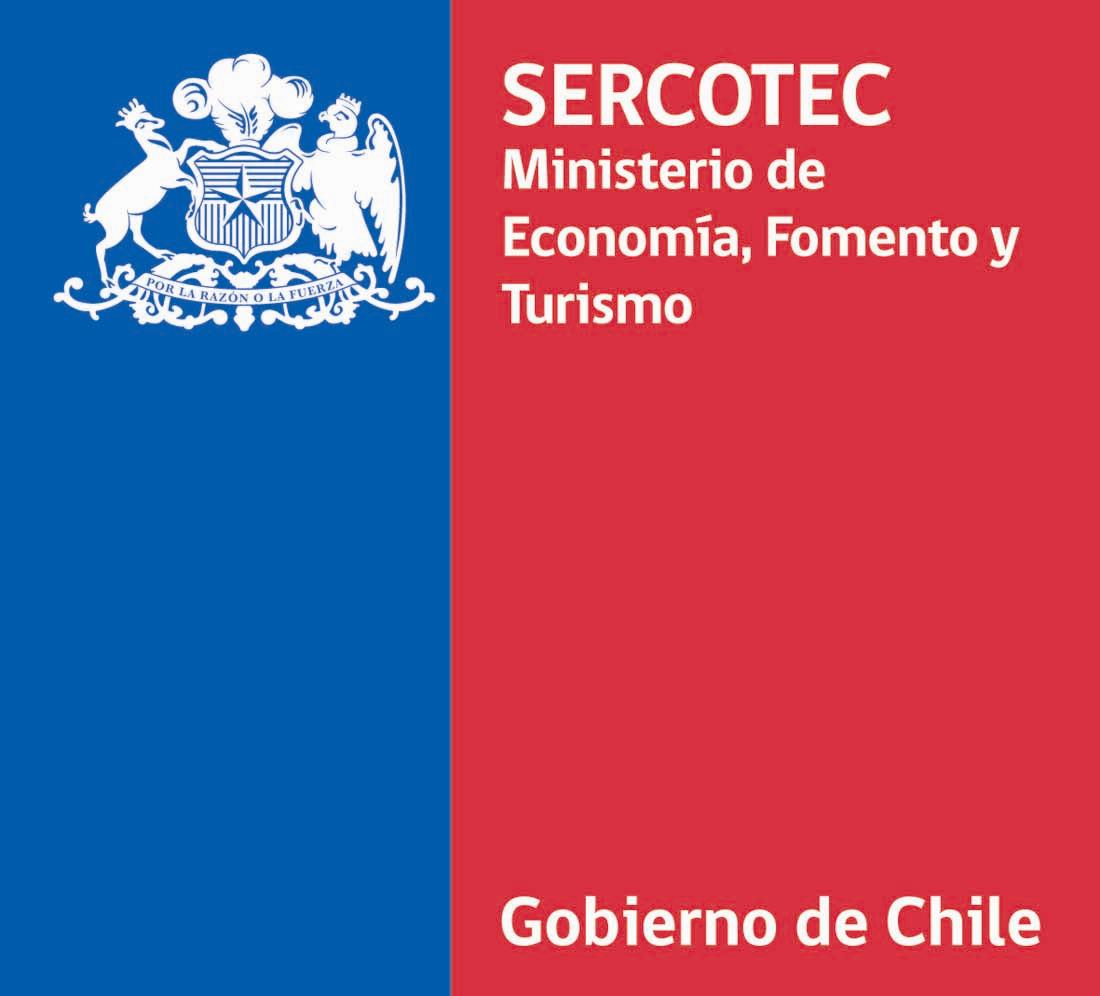 SERCOTEC
Ministerio de
Economía, Fomento y
Turismo
POR LA RAZÓN O LA FUERZA
Gobierno de Chile